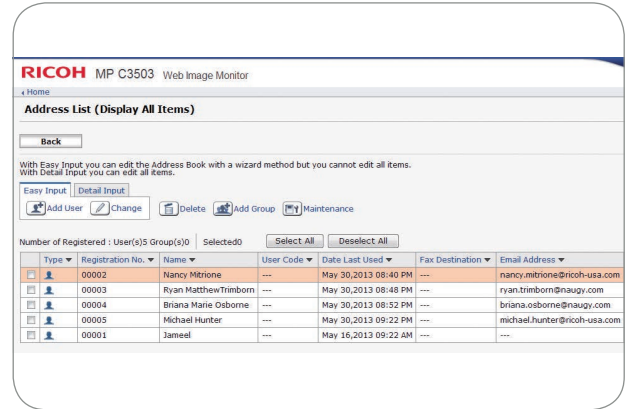 RICOH MP C3503 Web Image Monitor
Home
Address List (Display All Items)
Back
With Easy Input you can edit the Address Book with a wizard method but you cannot edit all items.
With Detail Input you can edit all items.
Easy Input Detail Input
Add User Change Delete Add Group Maintenance
Number of Registered : User(s)5 Group(s)0 Selected0 Select All Deselect All
Type Registration No. Name User Code Date Last Used Fax Destination Email Address
00002 Nancy Mitrione --- May 30,2013 08:40 PM --- nancy.mitrione@ricoh-usa.com
00003 Ryan MatthewTrimborn --- May 30,2013 08:48 PM --- ryan.trimborn@naugy.com
00004 Briana Marie Osborne --- May 30,2013 08:52 PM --- briana.osborne@naugy.com
00005 Michael Hunter --- May 30,2013 09:22 PM --- michael.hunter@ricoh-usa.com
00001 Jameel --- May 16,2013 09:22 AM --- ---